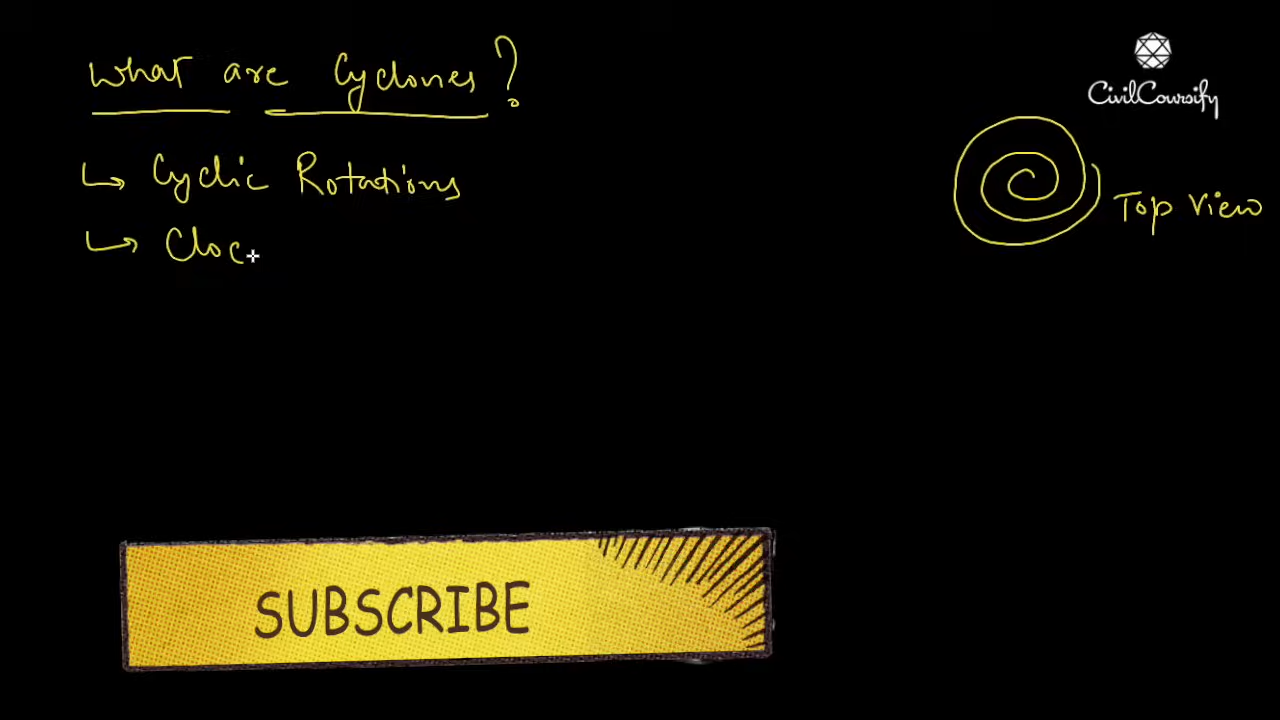 What are Cyclones?
CivilCoursify
↳ Cyclic Rotations
Top View
↳ Cloc
SUBSCRIBE